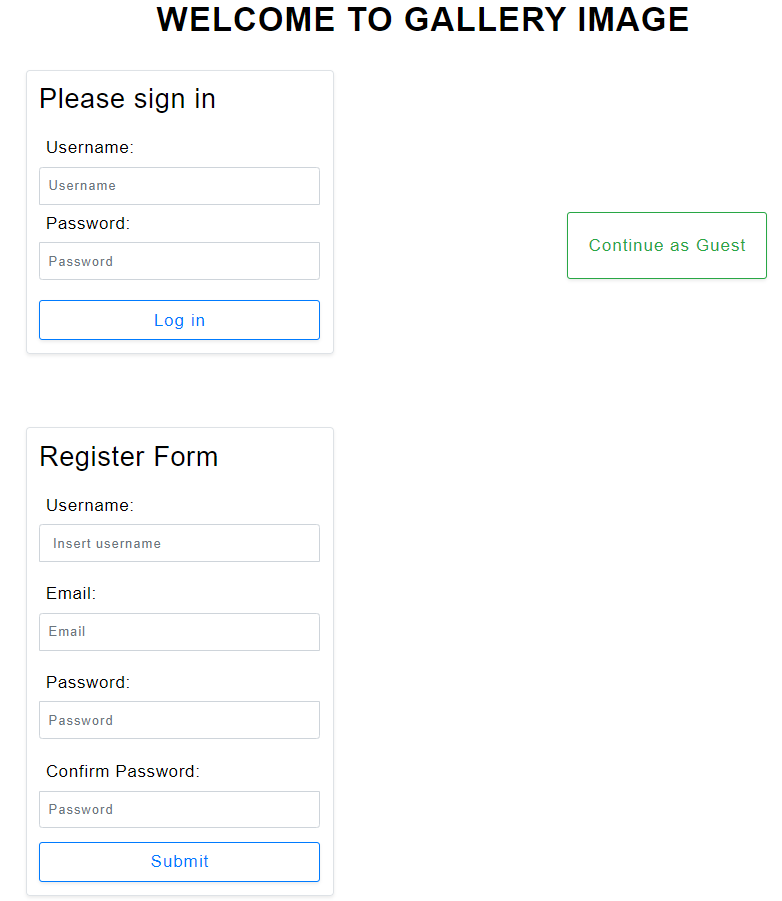 WELCOME TO GALLERY IMAGE
Please sign in
Username:
Username
Password:
Password
Log in
Continue as Guest
Register Form
Username:
Insert username
Email:
Email
Password:
Password
Confirm Password:
Password
Submit